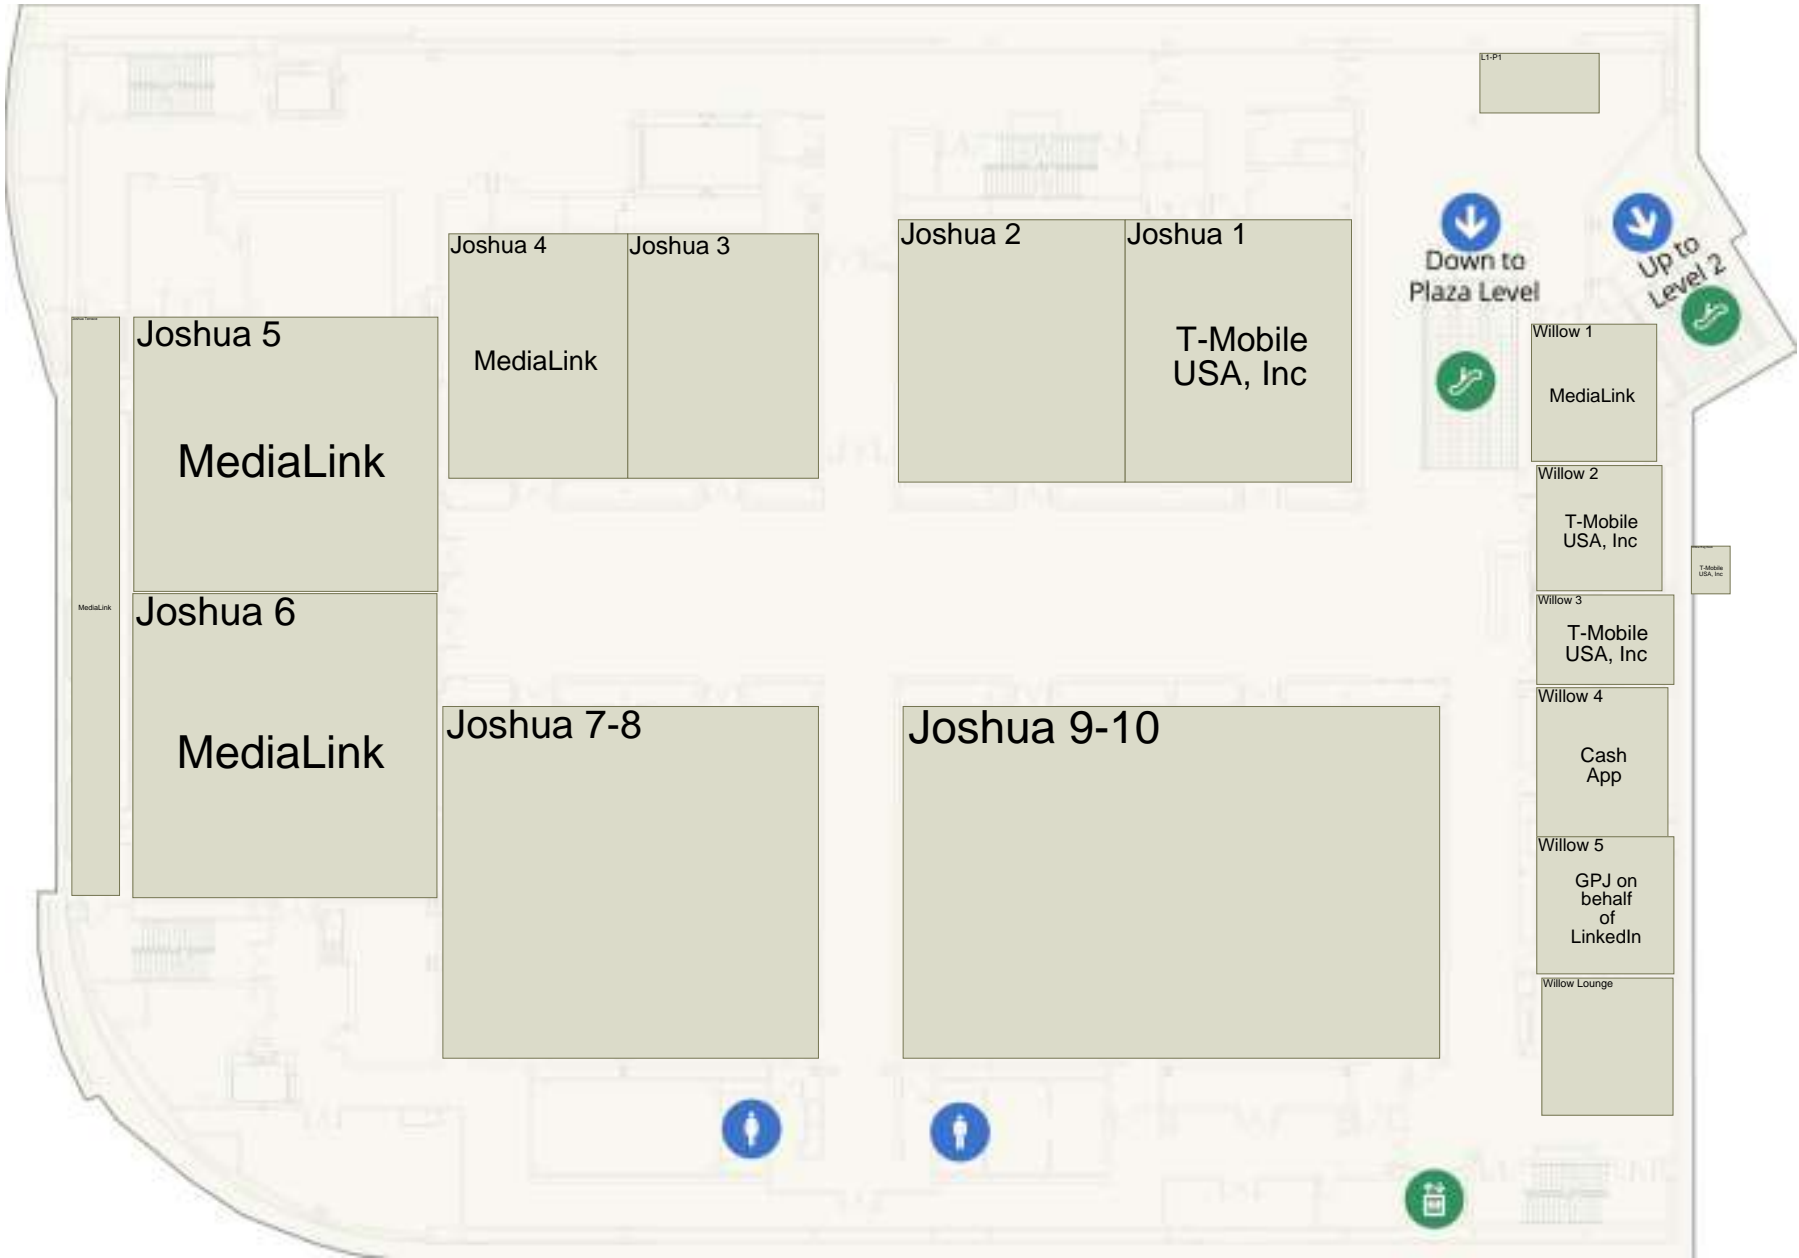 L1-P1
Down to
Plaza Level
Up to
Level 2
Joshua 4
MediaLink
Joshua 3
Joshua 2
Joshua 1
T-Mobile
USA, Inc
Joshua 5
MediaLink
Joshua 6
MediaLink
MediaLink
Willow 1
MediaLink
Willow 2
T-Mobile
USA, Inc
T-Mobile
USA, Inc
Willow 3
T-Mobile
USA, Inc
Joshua 7-8
Joshua 9-10
Willow 4
Cash
App
Willow 5
GPJ on
behalf
of
LinkedIn
Willow Lounge